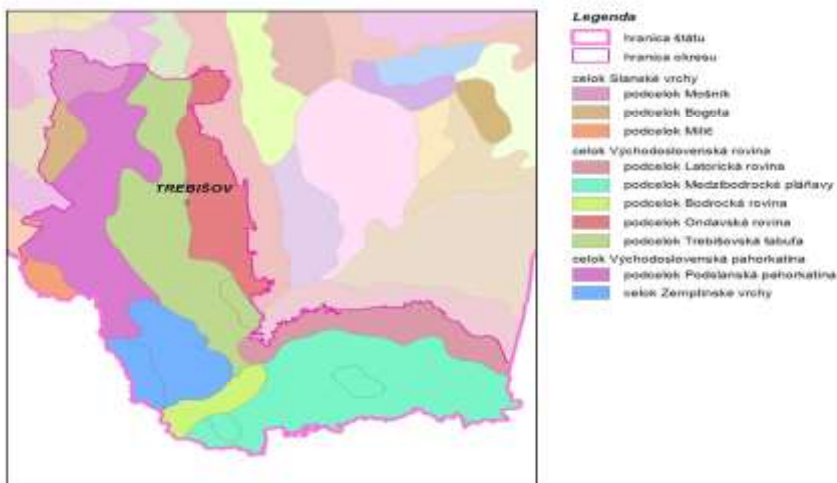 TREBIŠOV
Legenda
hranica štátu
hranica okresu
celok Slanské vrchy
podcelok Mošník
podcelok Bogota
podcelok Milič
celok Východoslovenská rovina
podcelok Latorická rovina
podcelok Medzibodrocké pláňavy
podcelok Bodrocká rovina
podcelok Ondavská rovina
podcelok Trebišovská tabuľa
celok Východoslovenská pahorkatina
podcelok Podslanská pahorkatina
celok Zemplínske vrchy